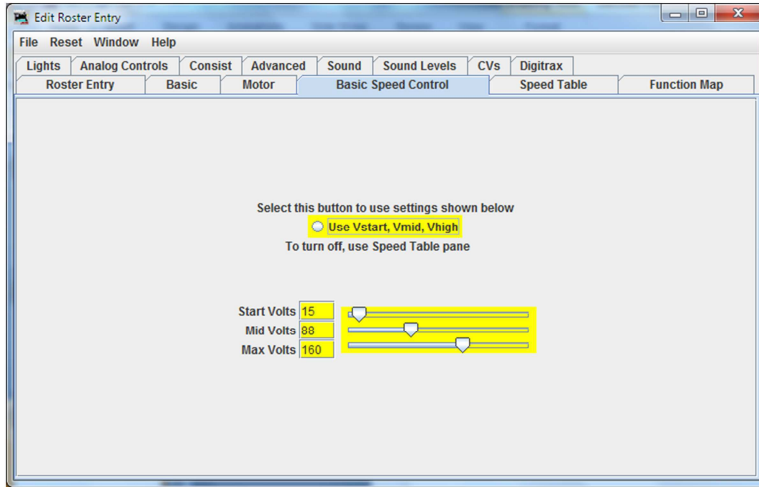 Edit Roster Entry
File Reset Window Help
Lights Analog Controls Consist Advanced Sound Sound Levels CVs Digitrax
Roster Entry Basic Motor Basic Speed Control Speed Table Function Map
Select this button to use settings shown below
Use Vstart, Vmid, Vhigh
To turn off, use Speed Table pane
Start Volts 15
Mid Volts 88
Max Volts 160